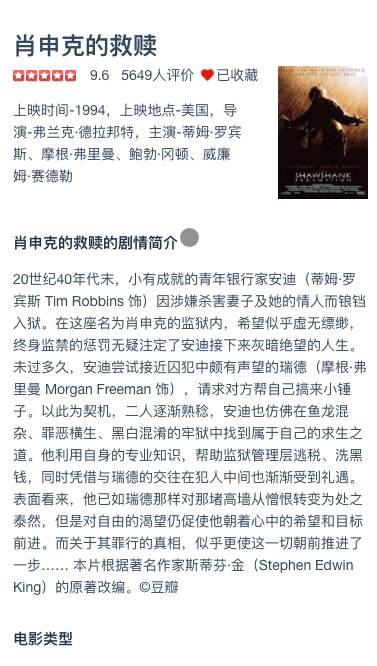 肖申克的救赎
9.6 5649人评价 已收藏
上映时间-1994，上映地点-美国，导
演-弗兰克·德拉邦特，主演-蒂姆·罗宾
斯、摩根·弗里曼、鲍勃·冈顿、威廉
姆·赛德勒
SHAWSHANK
REDEMPTION
肖申克的救赎的剧情简介
20世纪40年代末，小有成就的青年银行家安迪（蒂姆·罗
宾斯 Tim Robbins 饰）因涉嫌杀害妻子及她的情人而锒铛
入狱。在这座名为肖申克的监狱内，希望似乎虚无缥缈，
终身监禁的惩罚无疑注定了安迪接下来灰暗绝望的人生。
未过多久，安迪尝试接近囚犯中颇有声望的瑞德（摩根·弗
里曼 Morgan Freeman 饰），请求对方帮自己搞来小锤
子。以此为契机，二人逐渐熟稔，安迪也仿佛在鱼龙混
杂、罪恶横生、黑白混淆的牢狱中找到属于自己的求生之
道。他利用自身的专业知识，帮助监狱管理层逃税、洗黑
钱，同时凭借与瑞德的交往在犯人中间也渐渐受到礼遇。
表面看来，他已如瑞德那样对那堵高墙从憎恨转变为处之
泰然，但是对自由的渴望仍促使他朝着心中的希望和目标
前进。而关于其罪行的真相，似乎更使这一切朝前推进了
一步…… 本片根据著名作家斯蒂芬·金（Stephen Edwin
King）的原著改编。©豆瓣
电影类型